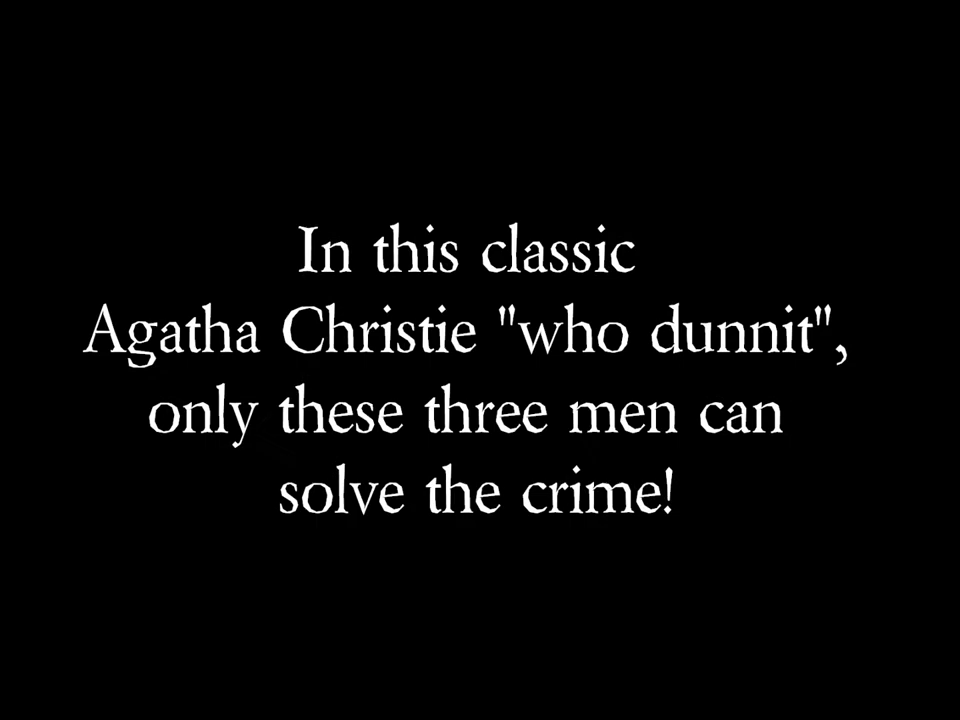 In this classic
Agatha Christie "who dunnit",
only these three men can
solve the crime!